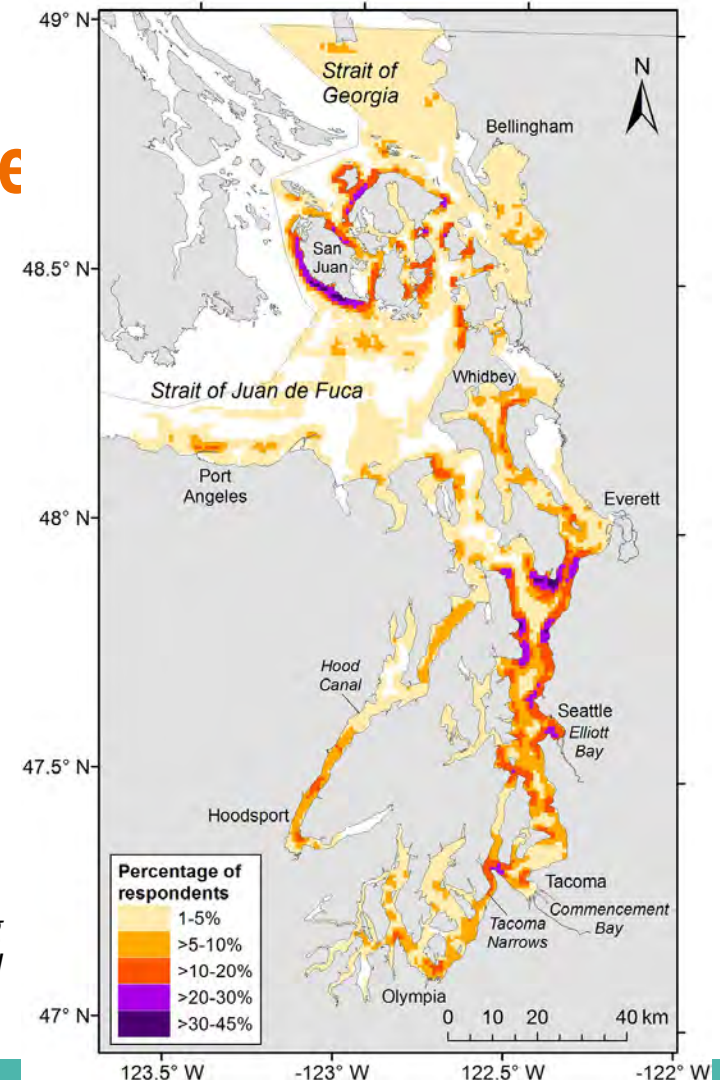 49° N
Strait of
Georgia
N
Bellingham
e
San
Juan
48.5° N
Whidbey
Strait of Juan de Fuca
Port
Angeles
Everett
48° N
Hood
Canal
Seattle
Elliott
Bay
47.5° N
Hoodsport
Percentage of
respondents
1-5%
>5-10%
>10-20%
>20-30%
>30-45%
Tacoma
Commencement
Bay
Tacoma
Narrows
Olympia
47° N
0 10 20 40 km
123.5° W -123° W 122.5° W -122° W